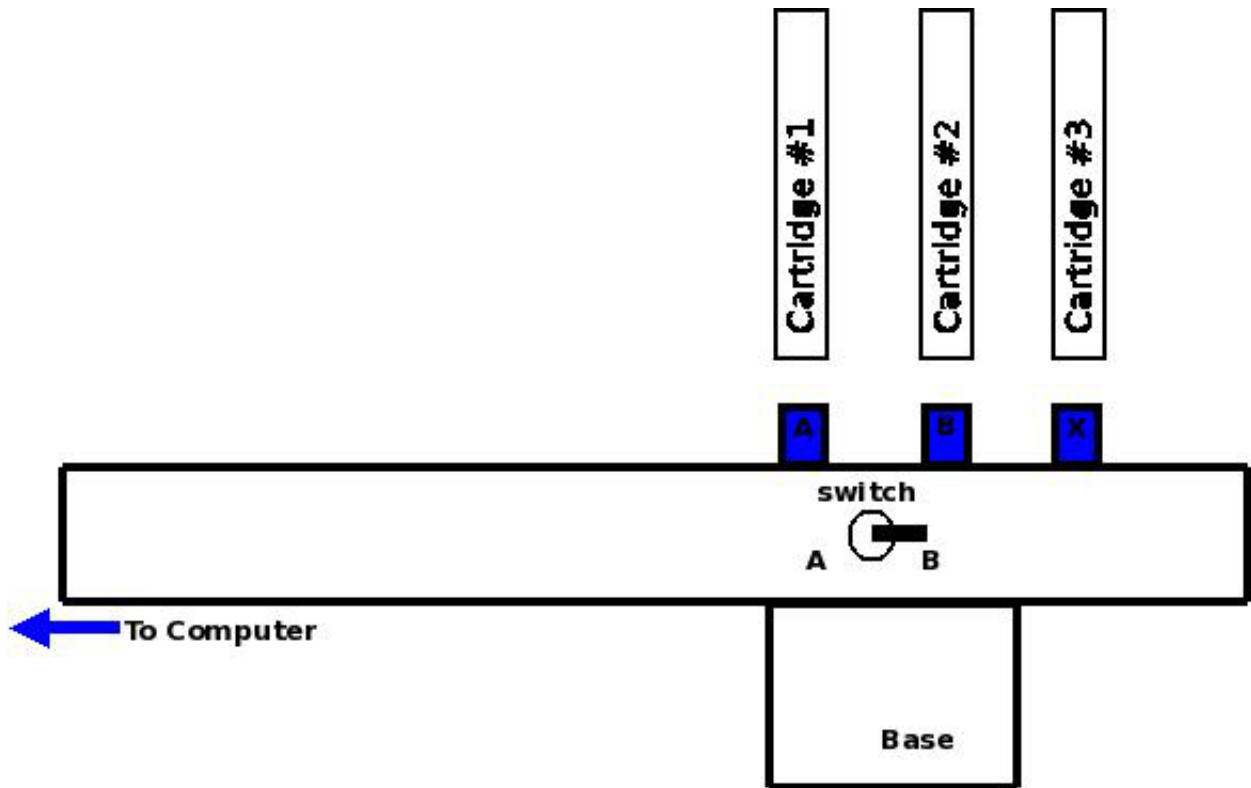 Cartridge #1
Cartridge #2
Cartridge #3
A
B
X
switch
A
B
To Computer
Base